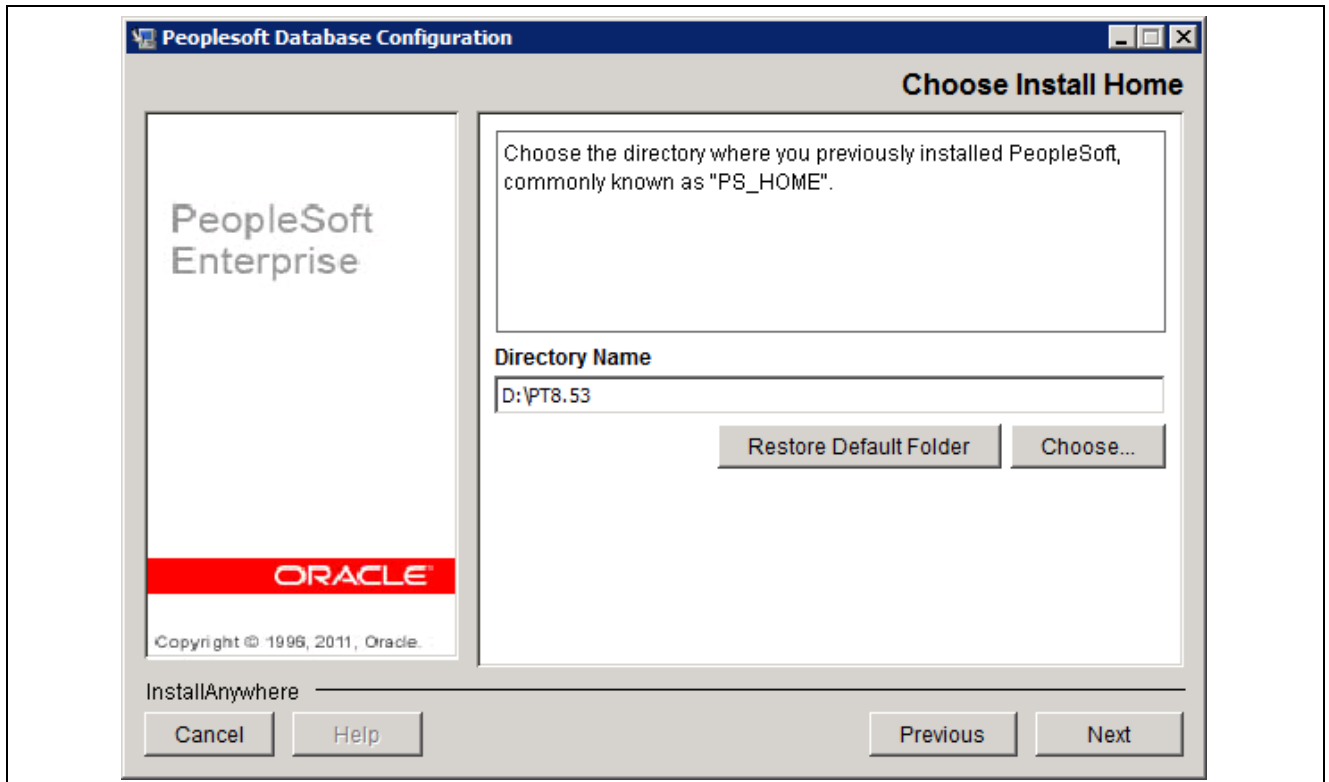 Peoplesoft Database Configuration
Choose Install Home
PeopleSoft
Enterprise
ORACLE
Copyright © 1996, 2011, Oracle.
Choose the directory where you previously installed PeopleSoft,
commonly known as "PS_HOME".
Directory Name
D:\PT8.53
Restore Default Folder
Choose...
InstallAnywhere
Cancel
Help
Previous
Next